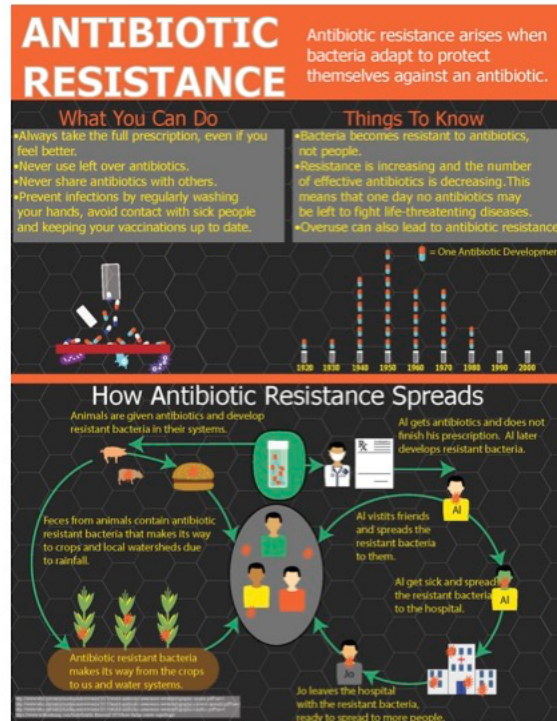 ANTIBIOTIC
RESISTANCE
Antibiotic resistance arises when
bacteria adapt to protect
themselves against an antibiotic.
What You Can Do
•Always take the full prescription, even if you
feel better.
•Never use left over antibiotics.
•Never share antibiotics with others.
•Prevent infections by regularly washing
your hands, avoid contact with sick people
and keeping your vaccinations up to date.
Things To Know
•Bacteria becomes resistant to antibiotics,
not people.
•Resistance is increasing and the number
of effective antibiotics is decreasing.This
means that one day no antibiotics may
be left to fight life-threatenting diseases.
•Overuse can also lead to antibiotic resistance
= One Antibiotic Development
1920 1930 1940 1950 1960 1970 1980 1990 2000
How Antibiotic Resistance Spreads
Animals are given antibiotics and develop
resistant bacteria in their systems.
Rx
Al gets antibiotics and does not
finish his prescription. Al later
develops resistant bacteria.
Al
Feces from animals contain antibiotic
resistant bacteria that makes its way
to crops and local watersheds due
to rainfall.
Al vistits friends
and spreads the
resistant bacteria
to them.
Al get sick and spreads
the resistant bacteria
to the hospital.
Al
Antibiotic resistant bacteria
makes its way from the crops
to us and water systems.
Jo
H
Jo leaves the hospital
with the resistant bacteria,
ready to spread to more people.